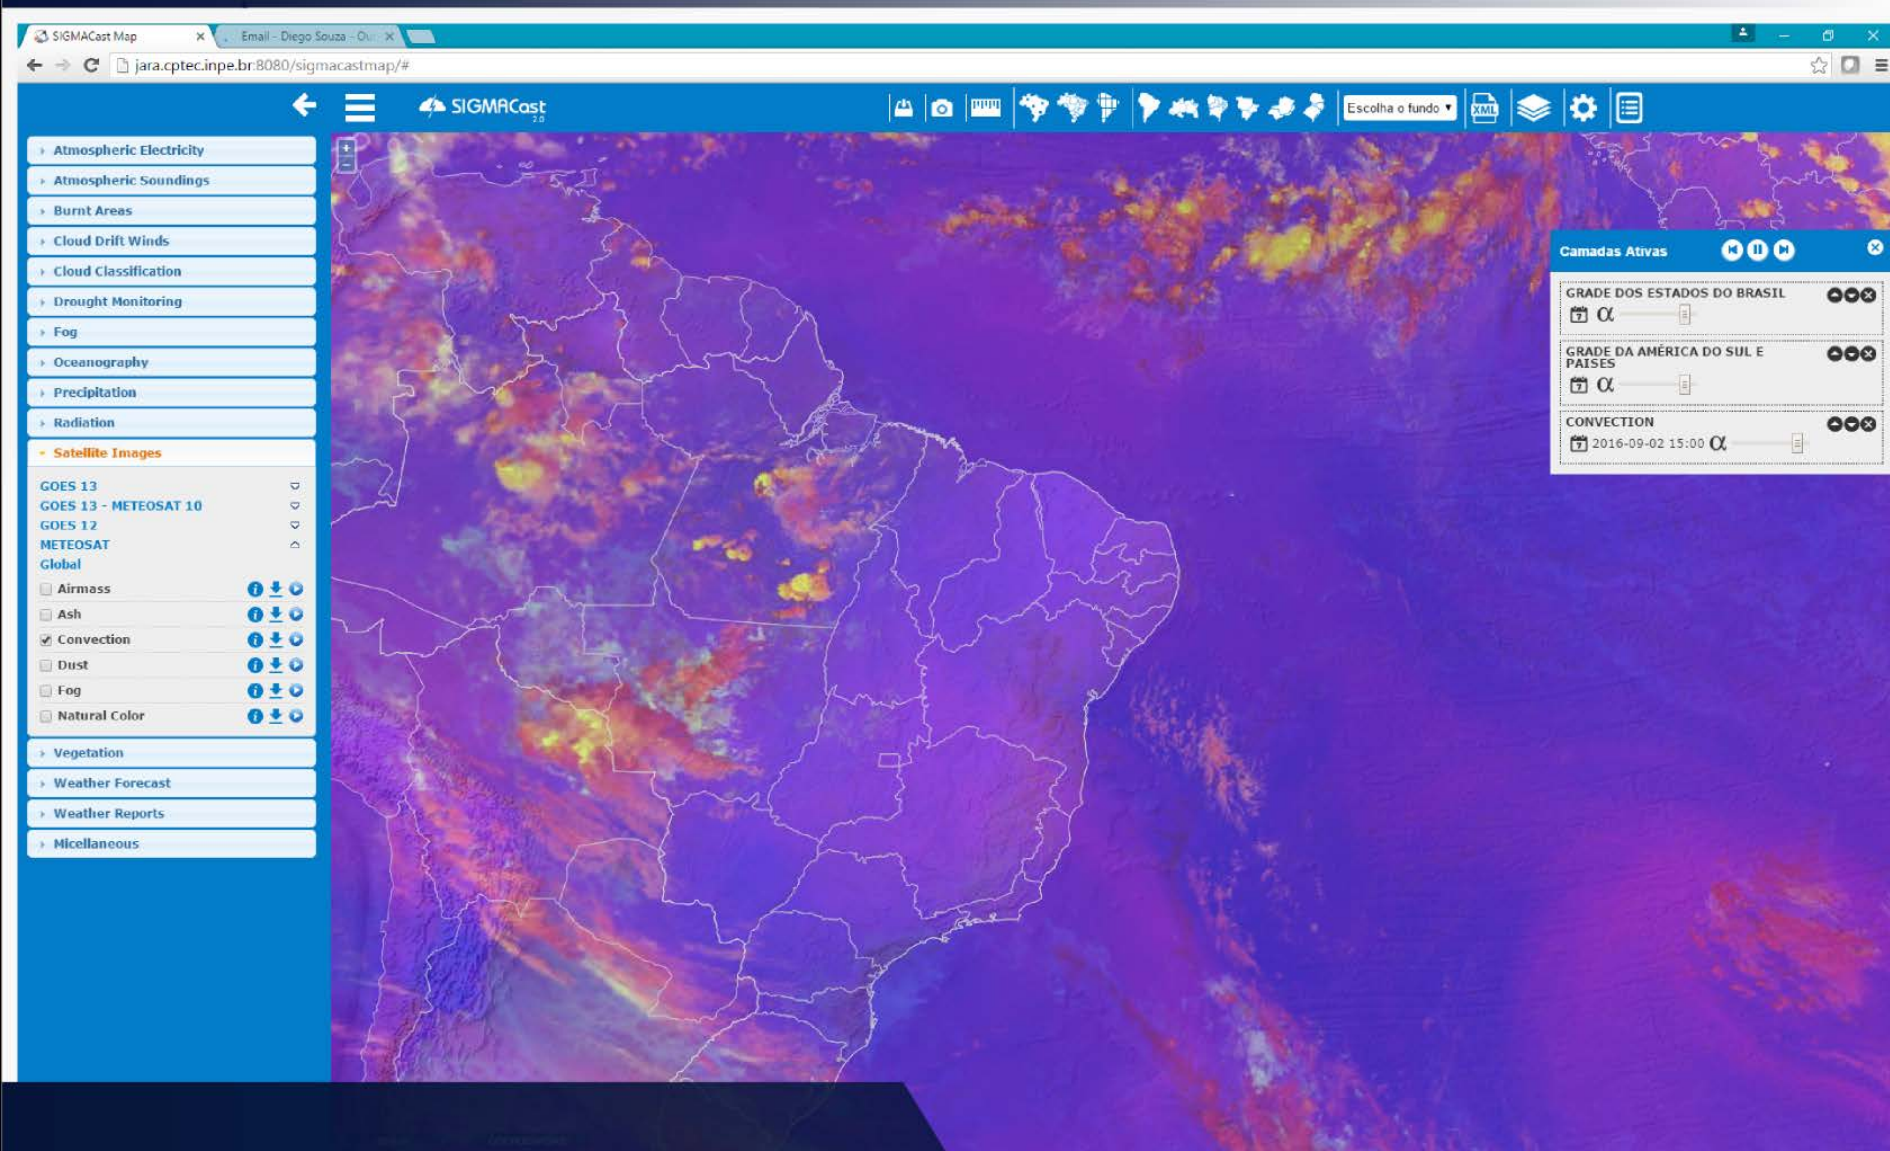 SIGMACast Map
Email - Diego Souza - Ou
jara.cptec.inpe.br:8080/sigmacastmap/#
SIGMACast
2.0
Escolha o fundo
XML
Atmospheric Electricity
Atmospheric Soundings
Burnt Areas
Cloud Drift Winds
Cloud Classification
Drought Monitoring
Fog
Oceanography
Precipitation
Radiation
Satellite Images
GOES 13
GOES 13 - METEOSAT 10
GOES 12
METEOSAT
Global
Airmass
Ash
Convection
Dust
Fog
Natural Color
Vegetation
Weather Forecast
Weather Reports
Micellaneous
Camadas Ativas
GRADE DOS ESTADOS DO BRASIL
α
GRADE DA AMÉRICA DO SUL E
PAISES
α
CONVECTION
2016-09-02 15:00 α